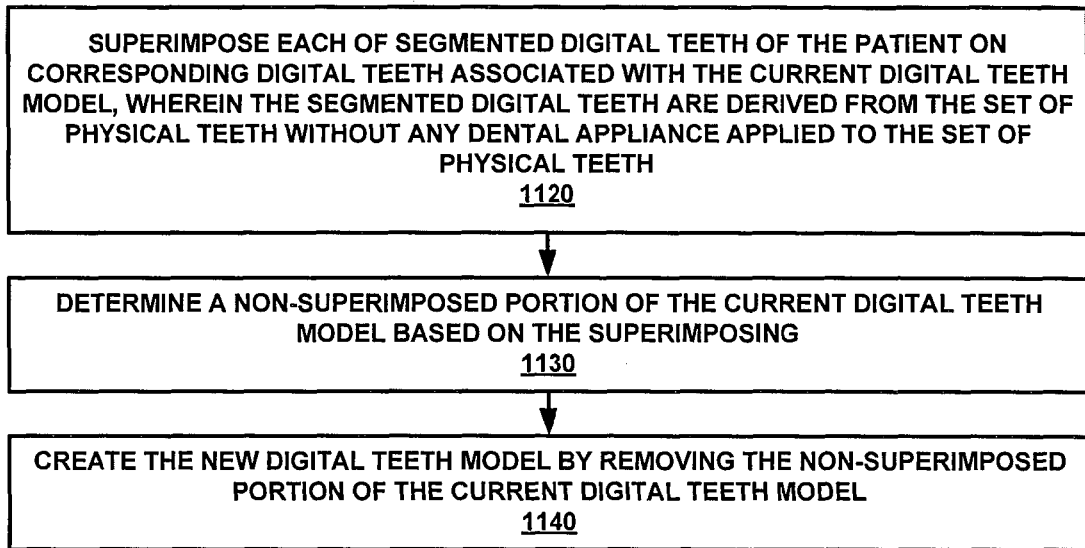 SUPERIMPOSE EACH OF SEGMENTED DIGITAL TEETH OF THE PATIENT ON
CORRESPONDING DIGITAL TEETH ASSOCIATED WITH THE CURRENT DIGITAL TEETH
MODEL, WHEREIN THE SEGMENTED DIGITAL TEETH ARE DERIVED FROM THE SET OF
PHYSICAL TEETH WITHOUT ANY DENTAL APPLIANCE APPLIED TO THE SET OF
PHYSICAL TEETH
1120
DETERMINE A NON-SUPERIMPOSED PORTION OF THE CURRENT DIGITAL TEETH
MODEL BASED ON THE SUPERIMPOSING
1130
CREATE THE NEW DIGITAL TEETH MODEL BY REMOVING THE NON-SUPERIMPOSED
PORTION OF THE CURRENT DIGITAL TEETH MODEL
1140